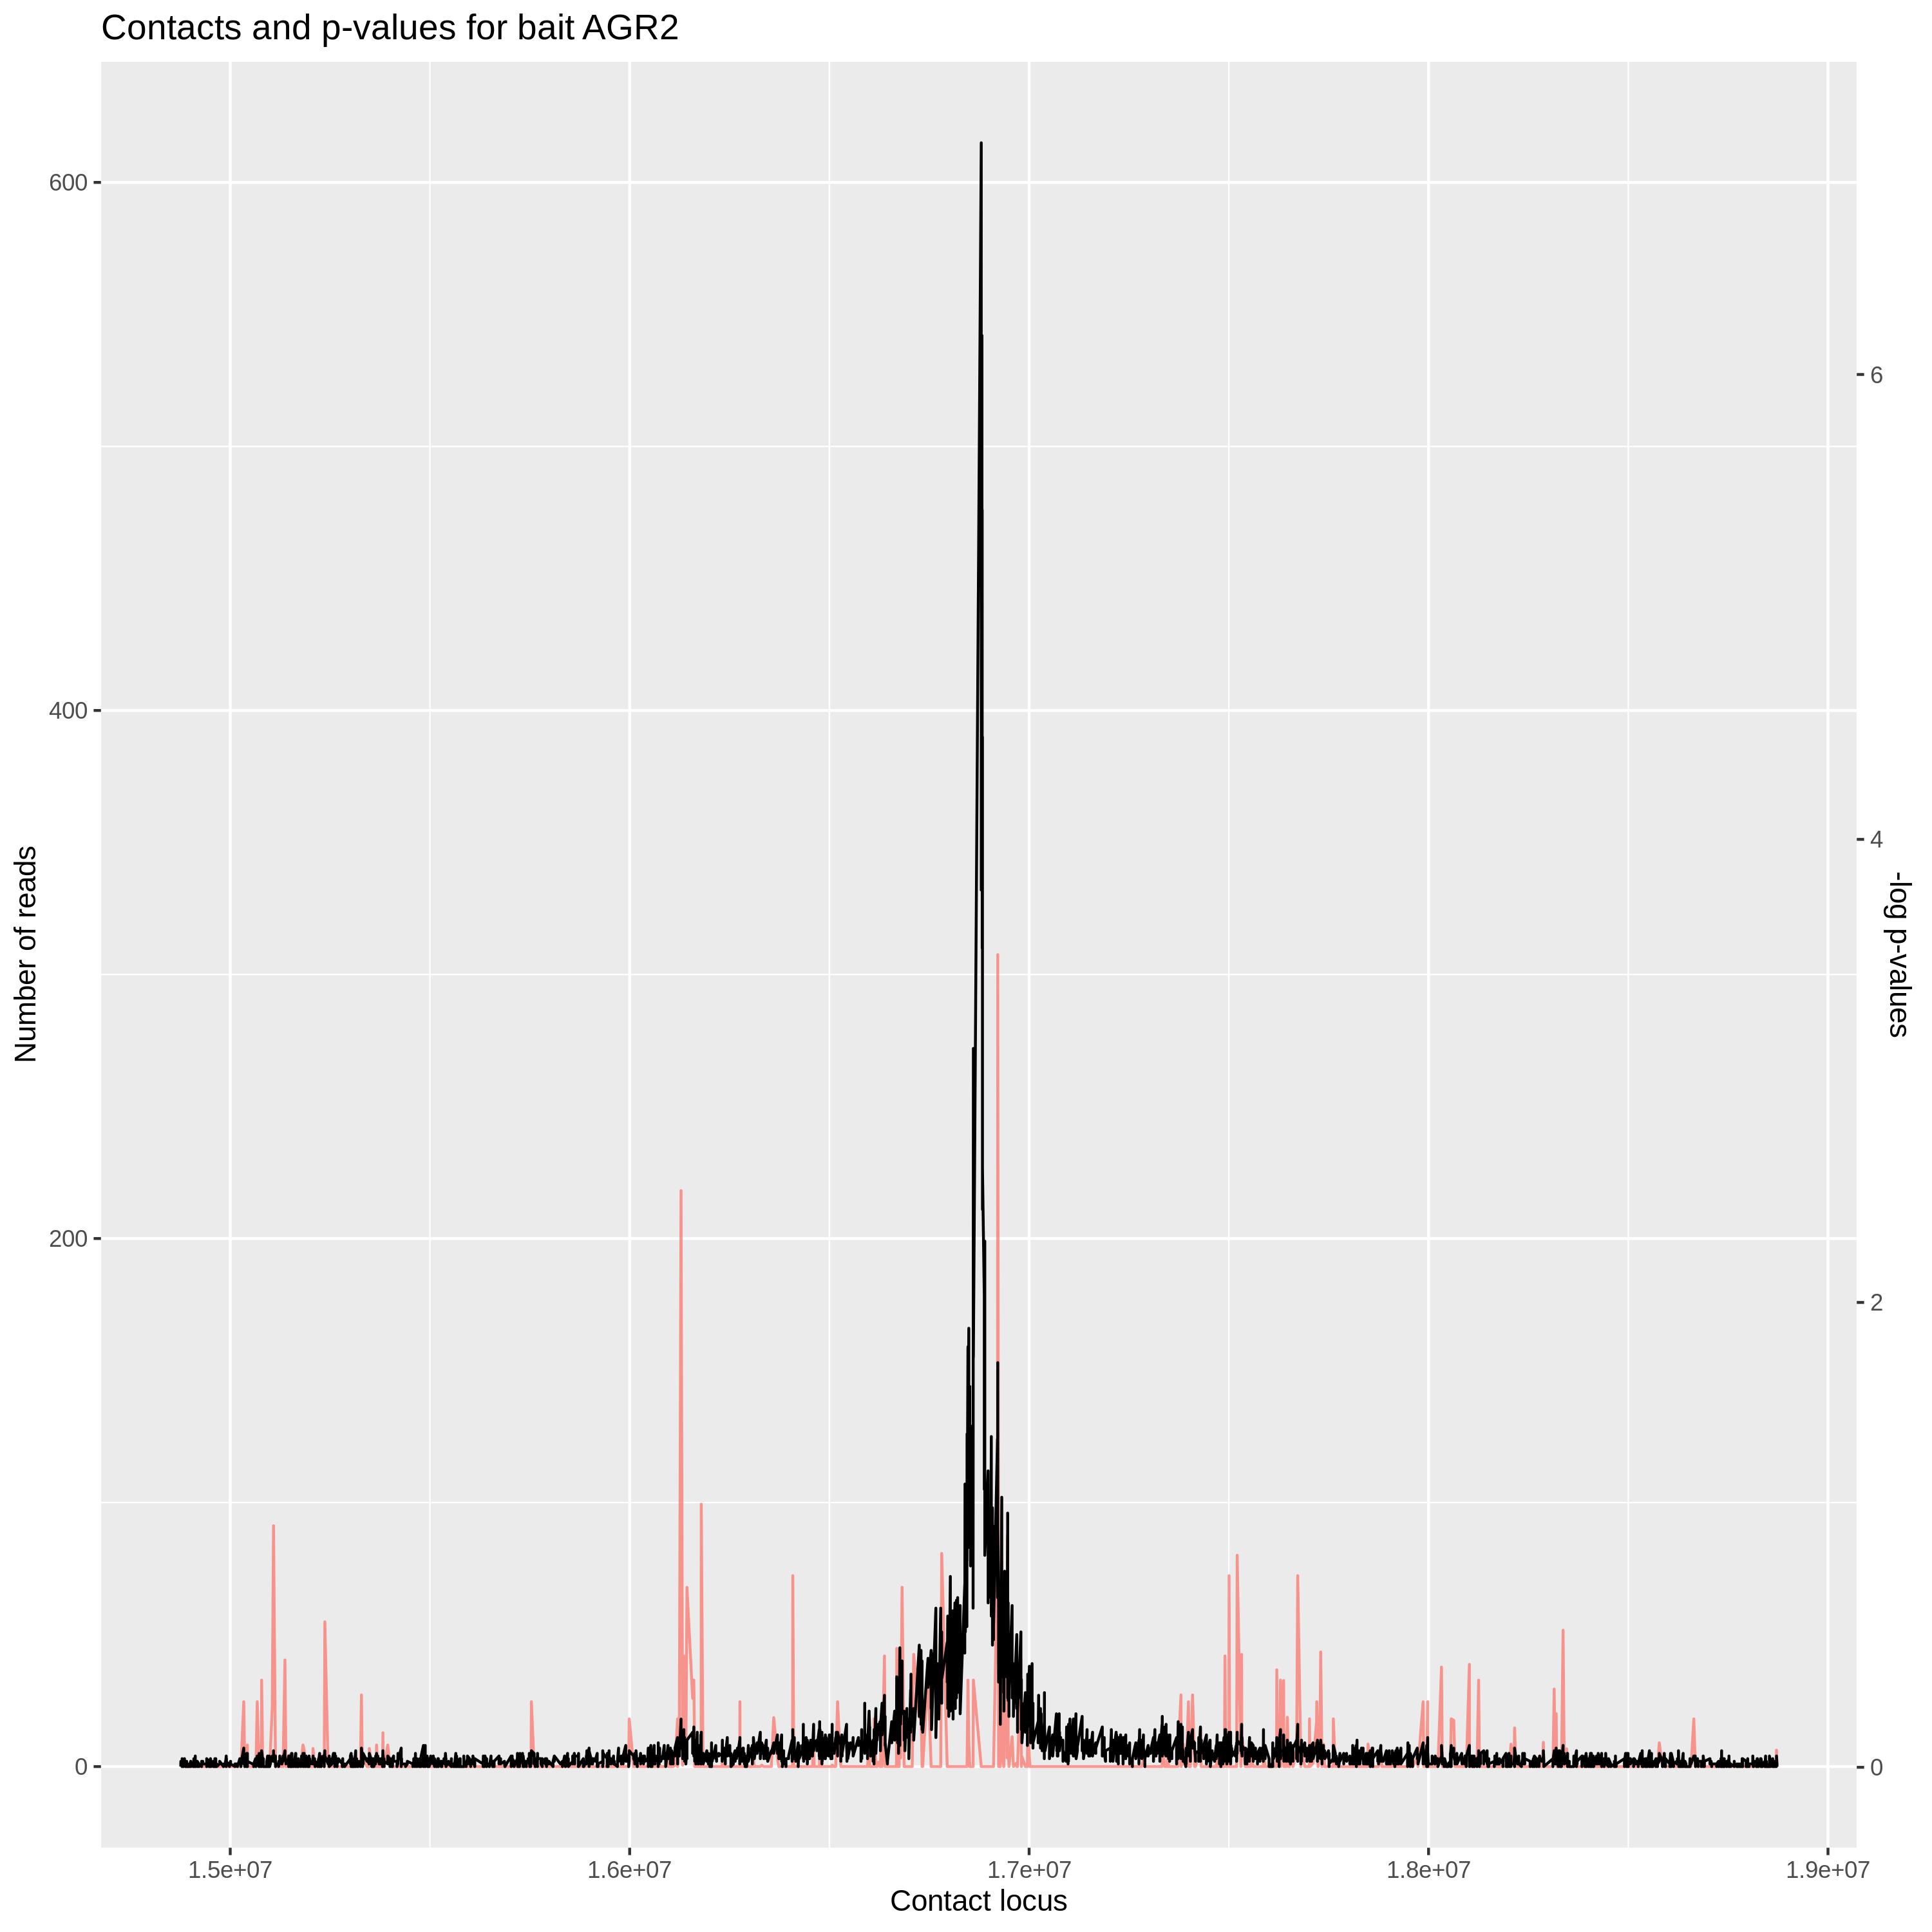 Contacts and p-values for bait AGR2
600
400
200
0
6
4
2
0
Number of reads
-log p-values
1.5e+07
1.6e+07
1.7e+07
1.8e+07
1.9e+07
Contact locus